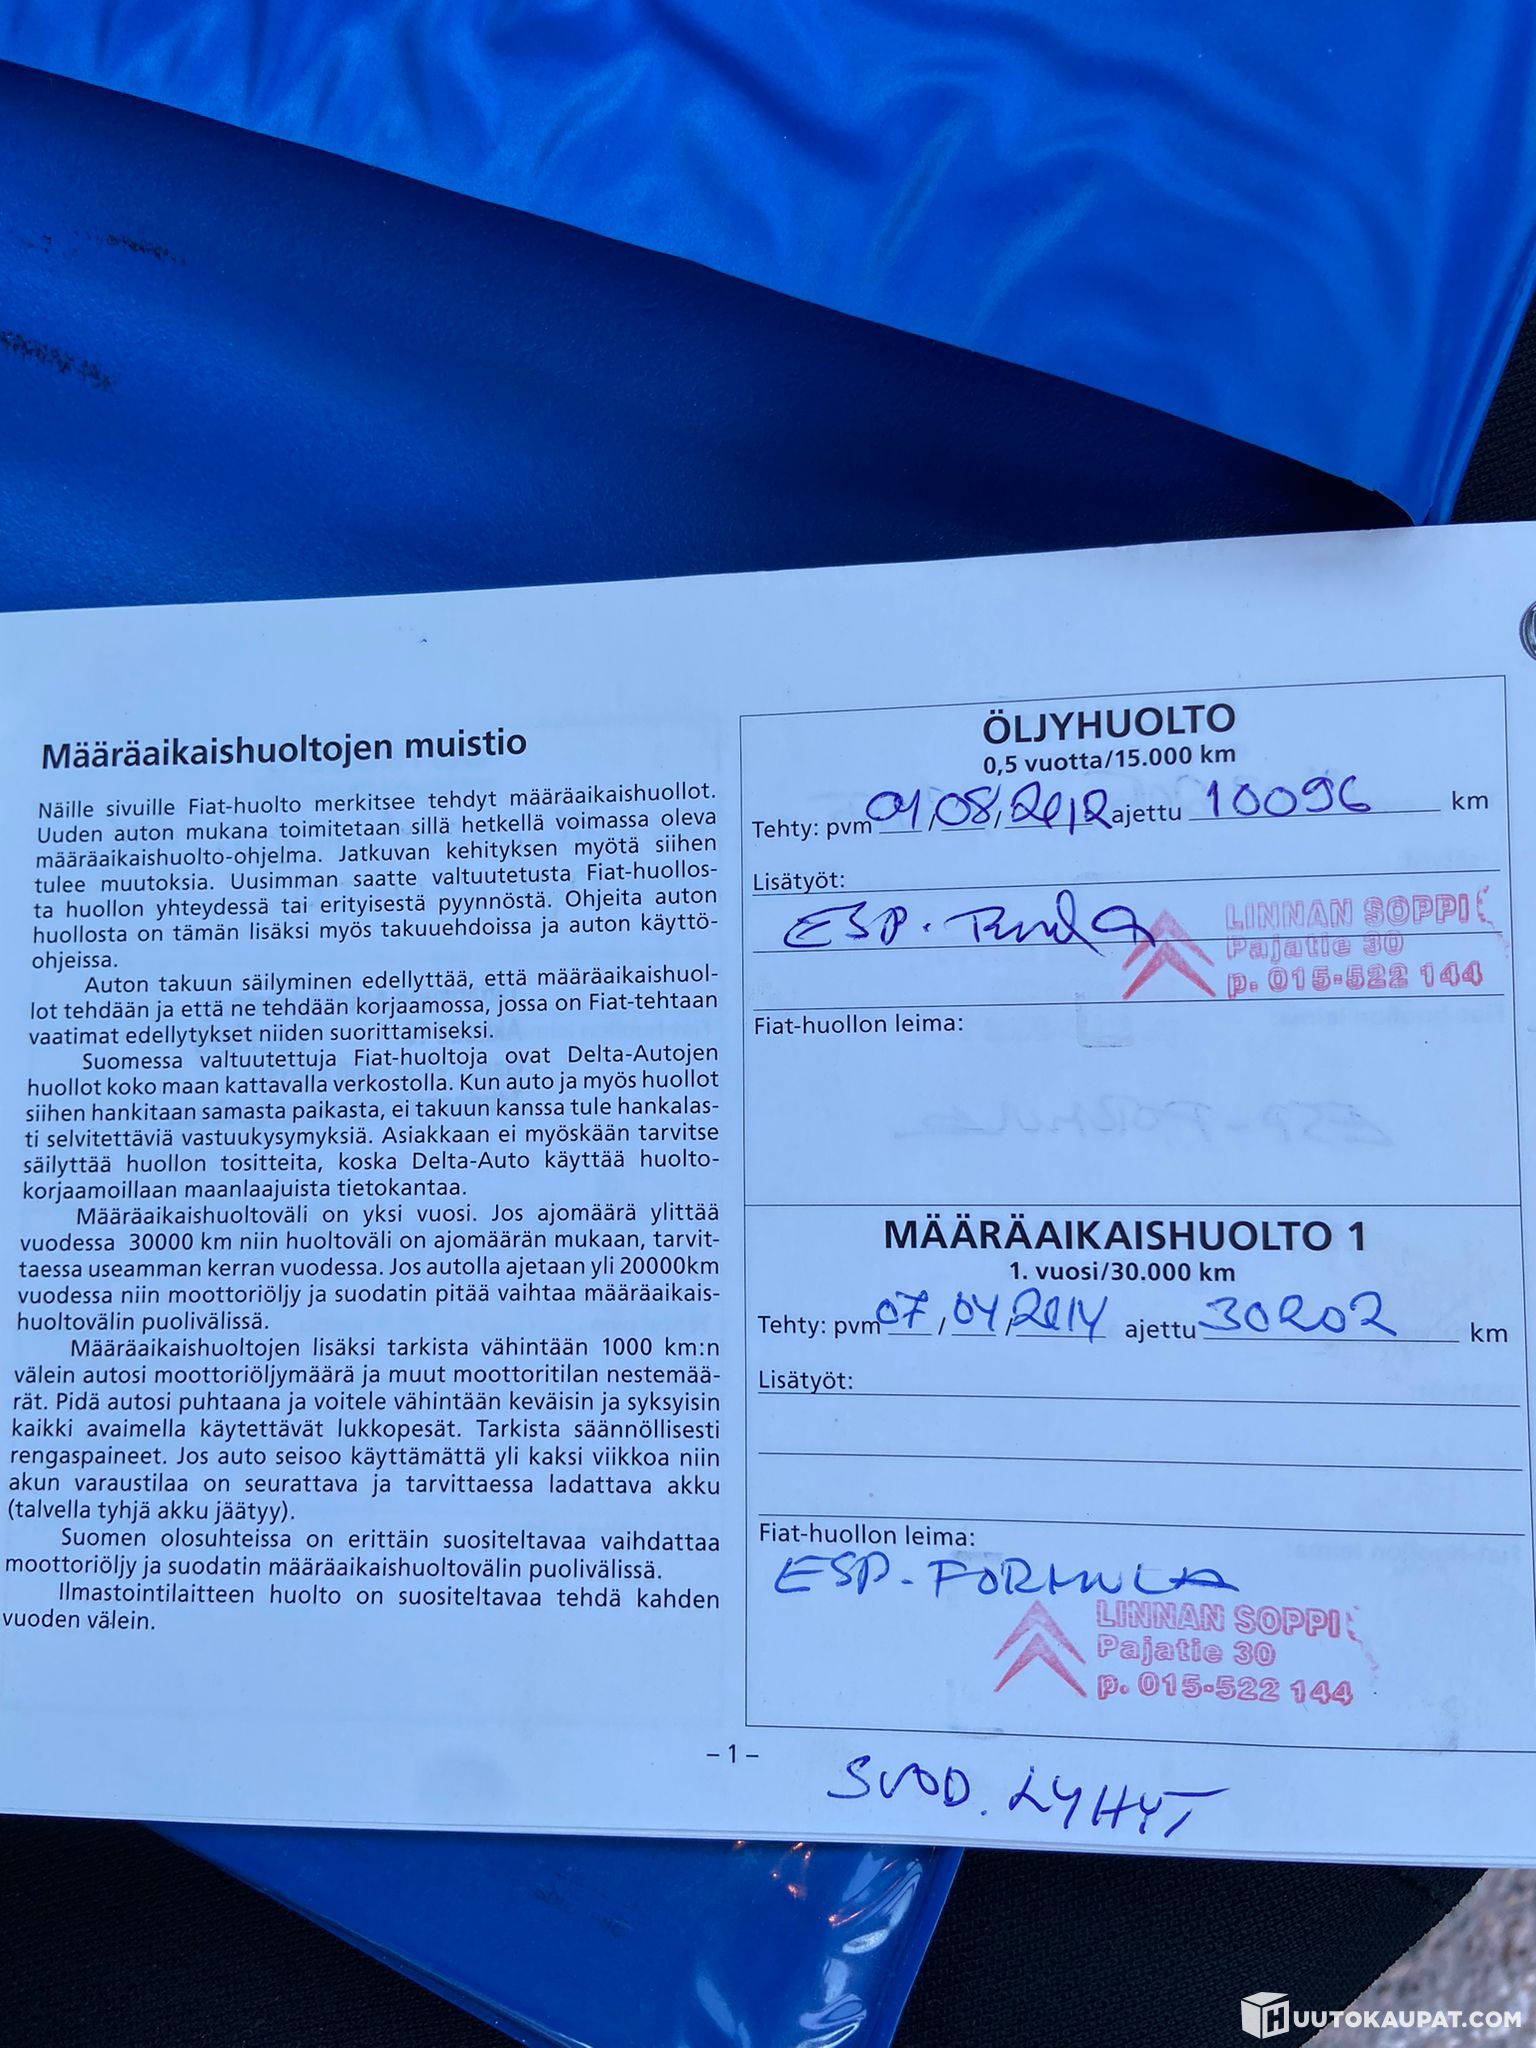 Määräaikaishuoltojen muistio
Näille sivuille Fiat-huolto merkitsee tehdyt määräaikaishuollot.
Uuden auton mukana toimitetaan sillä hetkellä voimassa oleva
määräaikaishuolto-ohjelma. Jatkuvan kehityksen myötä siihen
tulee muutoksia. Uusimman saatte valtuutetusta Fiat-huollos-
ta huollon yhteydessä tai erityisestä pyynnöstä. Ohjeita auton
huollosta on tämän lisäksi myös takuuehdoissa ja auton käyttö-
ohjeissa.
Auton takuun säilyminen edellyttää, että määräaikaishuol-
lot tehdään ja että ne tehdään korjaamossa, jossa on Fiat-tehtaan
vaatimat edellytykset niiden suorittamiseksi.
Suomessa valtuutettuja Fiat-huoltoja ovat Delta-Autojen
huollot koko maan kattavalla verkostolla. Kun auto ja myös huollot
siihen hankitaan samasta paikasta, ei takuun kanssa tule hankalas-
ti selvitettäviä vastuukysymyksiä. Asiakkaan ei myöskään tarvitse
säilyttää huollon tositteita, koska Delta-Auto käyttää huolto-
korjaamoillaan maanlaajuista tietokantaa.
Määräaikaishuoltoväli on yksi vuosi. Jos ajomäärä ylittää
vuodessa 30000 km niin huoltoväli on ajomäärän mukaan, tarvit-
taessa useamman kerran vuodessa. Jos autolla ajetaan yli 20000km
vuodessa niin moottoriöljy ja suodatin pitää vaihtaa määräaikais-
huoltovälin puolivälissä.
Määräaikaishuoltojen lisäksi tarkista vähintään 1000 km:n
välein autosi moottoriöljymäärä ja muut moottoritilan nestemää-
rät. Pidä autosi puhtaana ja voitele vähintään keväisin ja syksyisin
kaikki avaimella käytettävät lukkopesät. Tarkista säännöllisesti
rengaspaineet. Jos auto seisoo käyttämättä yli kaksi viikkoa niin
akun varaustilaa on seurattava ja tarvittaessa ladattava akku
(talvella tyhjä akku jäätyy).
Suomen olosuhteissa on erittäin suositeltavaa vaihdattaa
moottoriöljy ja suodatin määräaikaishuoltovälin puolivälissä.
Ilmastointilaitteen huolto on suositeltavaa tehdä kahden
vuoden välein.
ÖLJYHUOLTO
0,5 vuotta/15.000 km
Tehty: pvm 01/08/2012 ajettu 10096 km
Lisätyöt:
ESP.
LINNAN SOPPI
Pajatie 30
p. 015-522 144
Fiat-huollon leima:
MÄÄRÄAIKAISHUOLTO 1
1. vuosi/30.000 km
Tehty: pvm 07/04/2014 ajettu 30202 km
Lisätyöt:
Fiat-huollon leima:
ESP-FORMULA
LINNAN SOPPI
Pajatie 30
p. 015-522 144
– 1 –
SUOD. LYHYT
HUUTOKAUPAT.COM